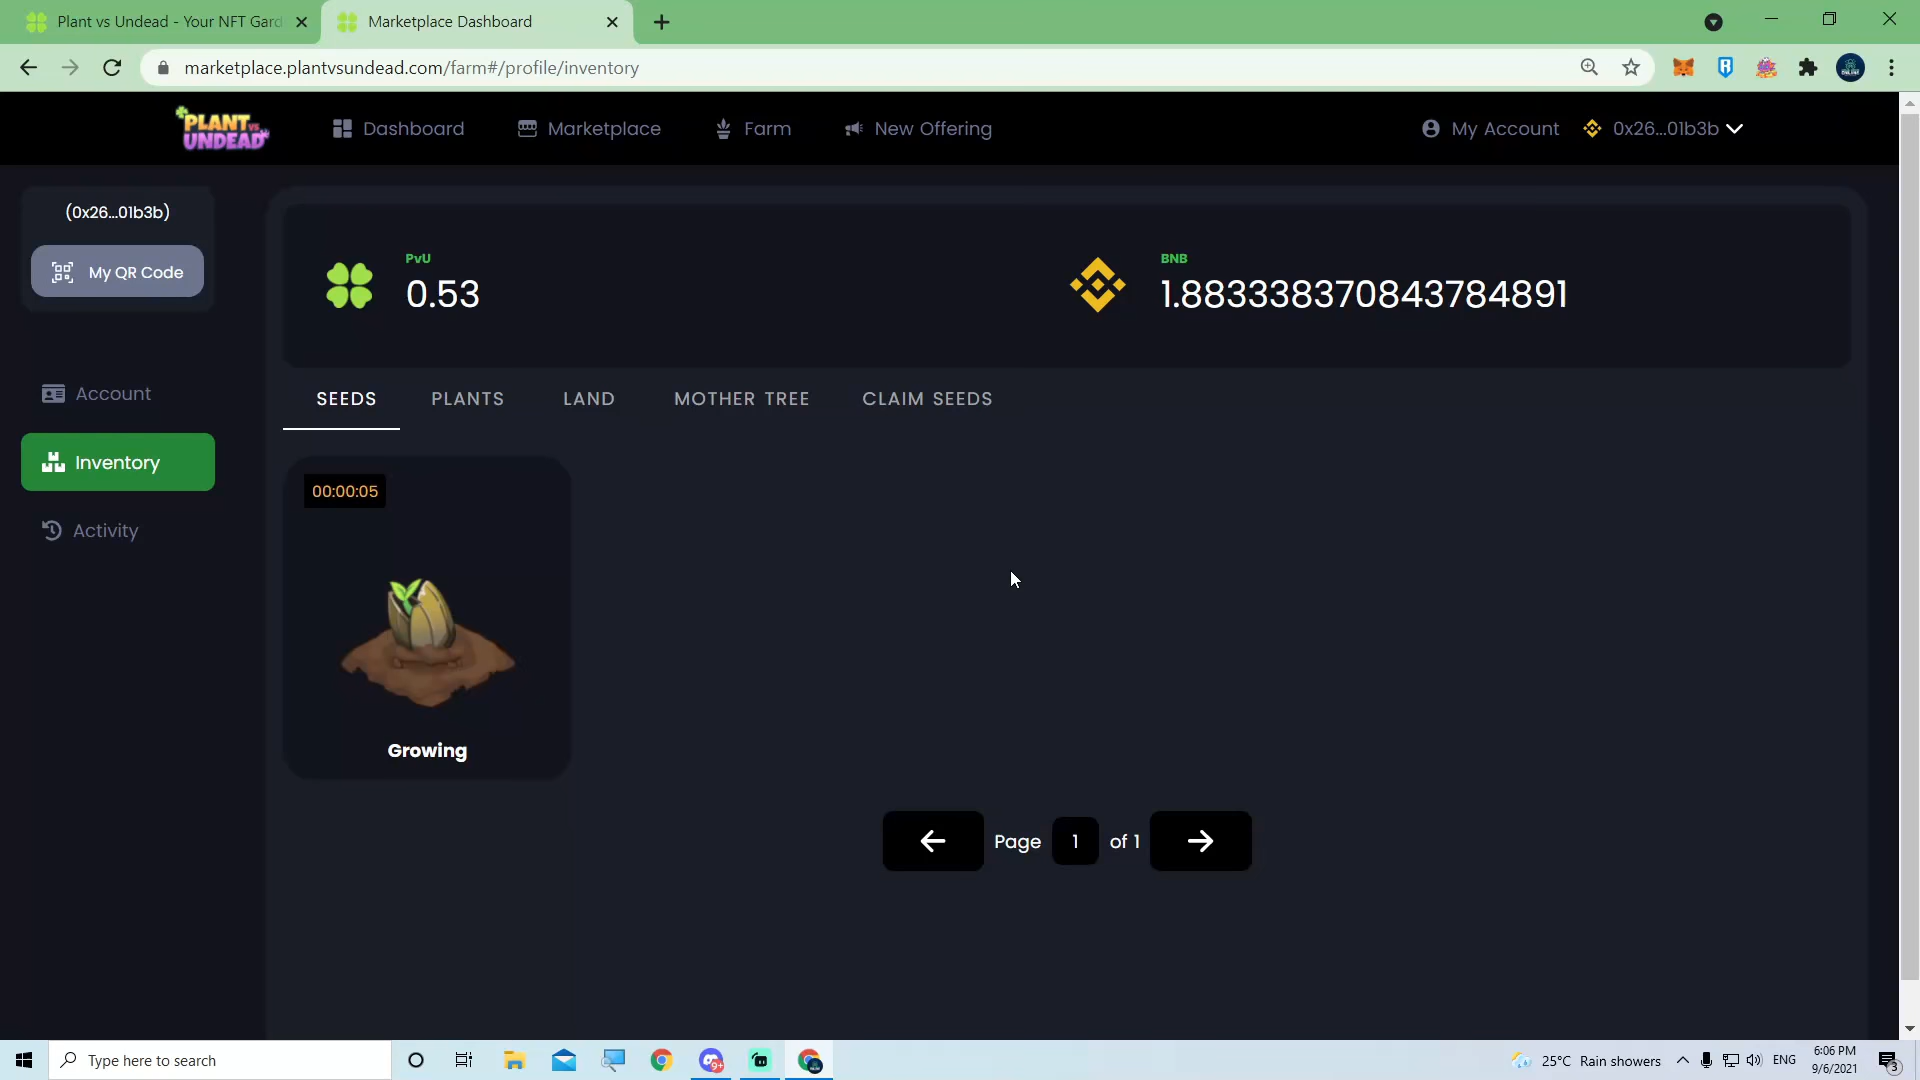 Plant vs Undead - Your NFT Gard
Marketplace Dashboard
marketplace.plantvsundead.com/farm#/profile/inventory
PLANT VS UNDEAD
Dashboard
Marketplace
Farm
New Offering
My Account
0x26...01b3b
(0x26...01b3b)
My QR Code
Account
Inventory
Activity
PvU
0.53
BNB
1.883338370843784891
SEEDS
PLANTS
LAND
MOTHER TREE
CLAIM SEEDS
00:00:05
Growing
Page 1 of 1
Type here to search
9+
25°C Rain showers
ENG
6:06 PM
9/6/2021
3